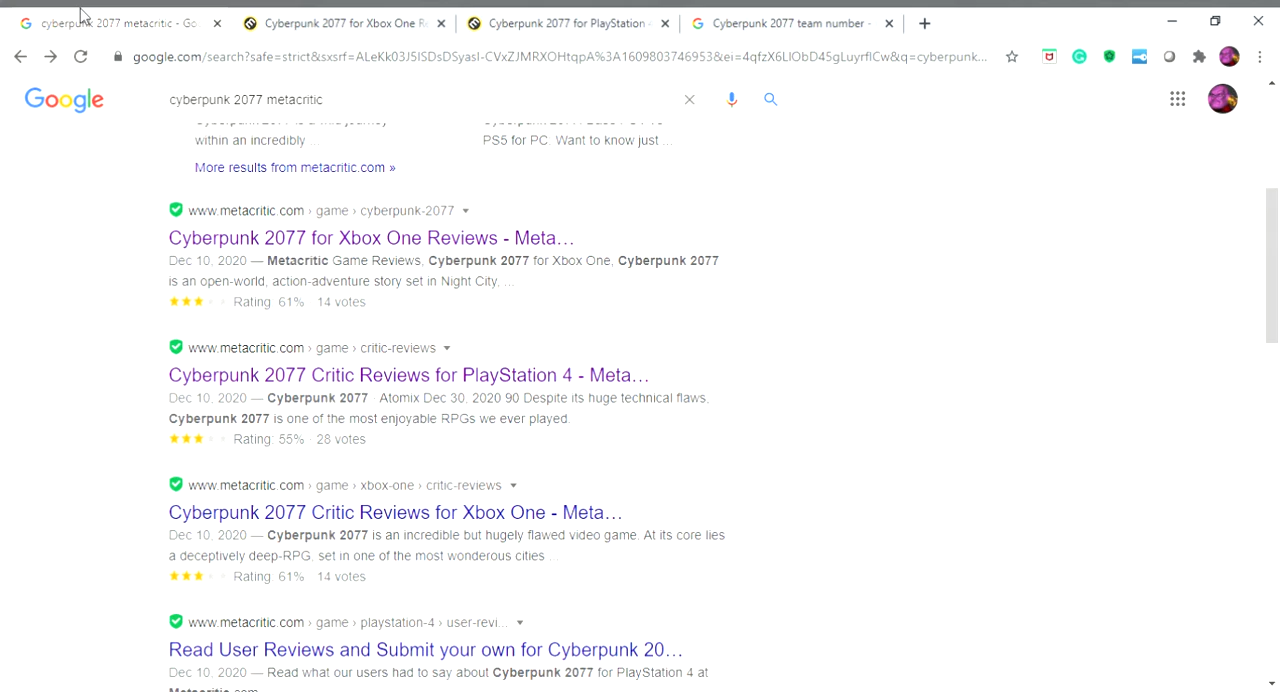 cyberpunk 2077 metacritic - Go
Cyberpunk 2077 for Xbox One R
Cyberpunk 2077 for PlayStation
Cyberpunk 2077 team number -
google.com/search?safe=strict&sxsrf=ALeKk03J5ISDsDSyasI-CVxZJMRXOHtqpA%3A1609803746953&ei=4qfzX6LIObD45gLuyrfICw&q=cyberpunk...
Google
cyberpunk 2077 metacritic
within an incredibly ...
PS5 for PC. Want to know just ...
More results from metacritic.com »
www.metacritic.com › game › cyberpunk-2077
Cyberpunk 2077 for Xbox One Reviews - Meta...
Dec 10, 2020 — Metacritic Game Reviews, Cyberpunk 2077 for Xbox One, Cyberpunk 2077
is an open-world, action-adventure story set in Night City, ...
Rating: 61% · 14 votes
www.metacritic.com › game › critic-reviews
Cyberpunk 2077 Critic Reviews for PlayStation 4 - Meta...
Dec 10, 2020 — Cyberpunk 2077 · Atomix Dec 30, 2020 90 Despite its huge technical flaws,
Cyberpunk 2077 is one of the most enjoyable RPGs we ever played.
Rating: 55% · 28 votes
www.metacritic.com › game › xbox-one › critic-reviews
Cyberpunk 2077 Critic Reviews for Xbox One - Meta...
Dec 10, 2020 — Cyberpunk 2077 is an incredible but hugely flawed video game. At its core lies
a deceptively deep-RPG, set in one of the most wonderous cities ...
Rating: 61% · 14 votes
www.metacritic.com › game › playstation-4 › user-revi...
Read User Reviews and Submit your own for Cyberpunk 20...
Dec 10, 2020 — Read what our users had to say about Cyberpunk 2077 for PlayStation 4 at
Metacritic.com